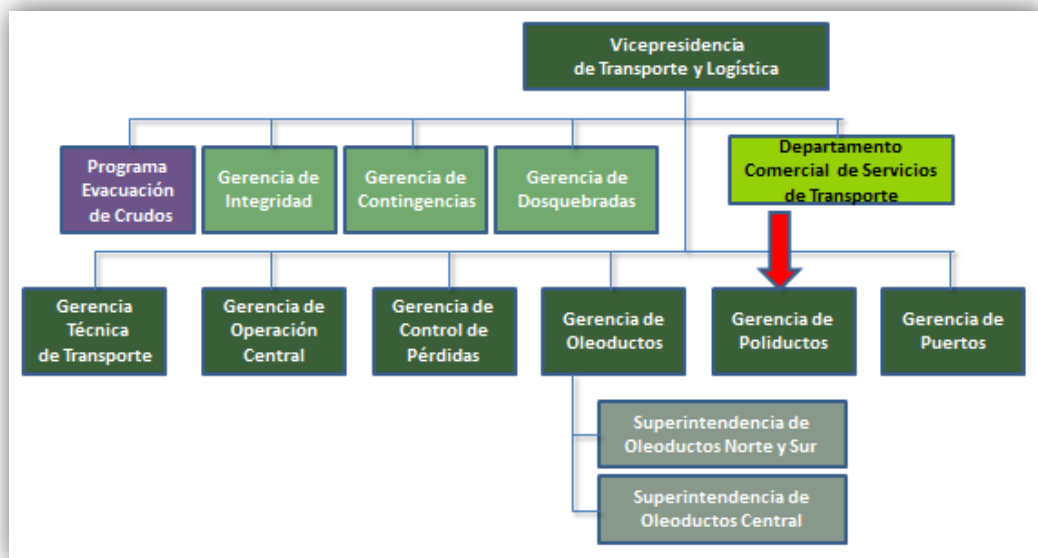 Vicepresidencia
de Transporte y Logística
Programa
Evacuación
de Crudos
Gerencia de
Integridad
Gerencia de
Contingencias
Gerencia de
Dosquebradas
Departamento
Comercial de Servicios
de Transporte
Gerencia
Técnica
de Transporte
Gerencia de
Operación
Central
Gerencia de
Control de
Pérdidas
Gerencia de
Oleoductos
Gerencia de
Poliductos
Gerencia de
Puertos
Superintendencia de
Oleoductos Norte y Sur
Superintendencia de
Oleoductos Central